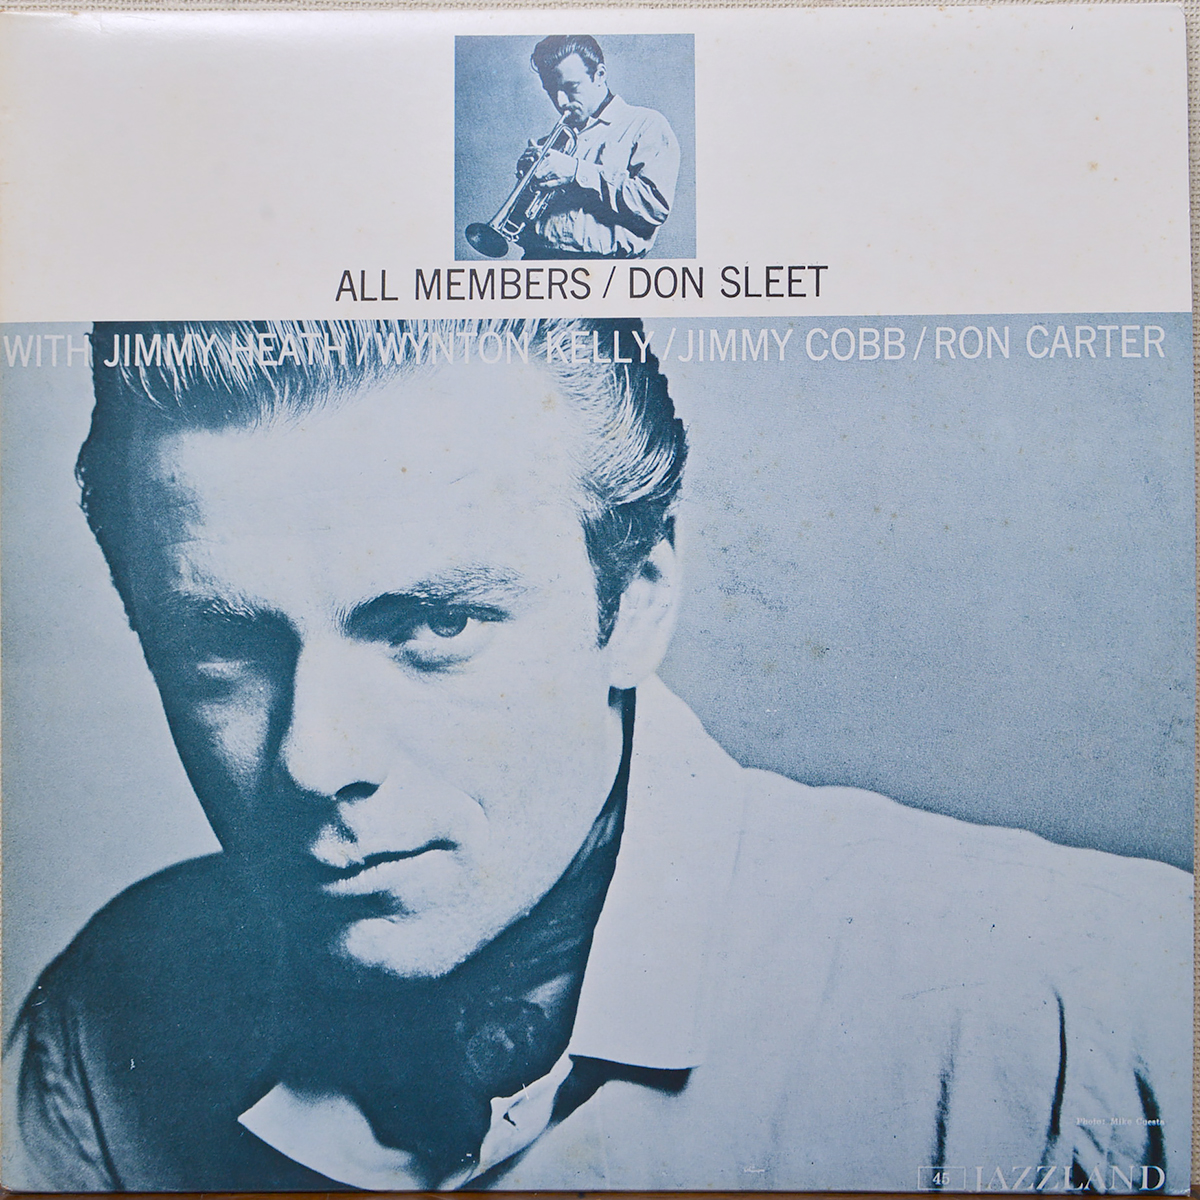 ALL MEMBERS / DON SLEET
WITH JIMMY HEATH / WYNTON KELLY / JIMMY COBB / RON CARTER
Photo: Mike Cuesta
45 JAZZLAND